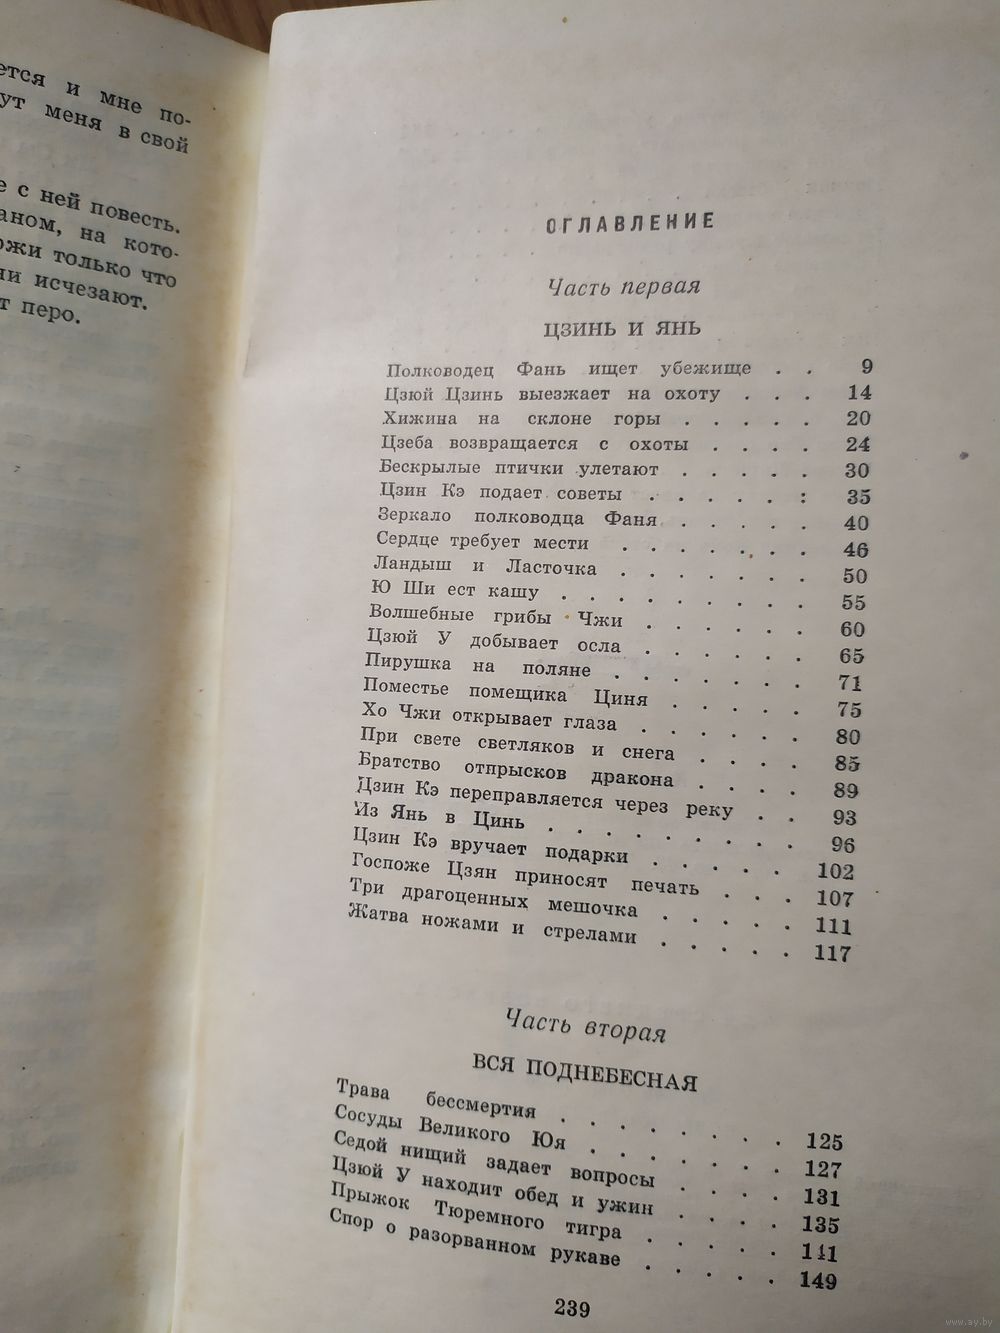 ется и мне по-
ут меня в свой
е с ней повесть.
аном, на кото-
ожи только что
ии исчезают.
т перо.
ОГЛАВЛЕНИЕ
Часть первая
ЦЗИНЬ И ЯНЬ
Полководец Фань ищет убежище . . 9
Цзюй Цзинь выезжает на охоту . . . 14
Хижина на склоне горы . . . . . 20
Цзеба возвращается с охоты . . . . 24
Бескрылые птички улетают . . . . . 30
Цзин Кэ подает советы . . . . . : 35
Зеркало полководца Фаня . . . . . 40
Сердце требует мести . . . . . . . 46
Ландыш и Ласточка . . . . . . . 50
Ю Ши ест кашу . . . . . . . . . 55
Волшебные грибы Чжи . . . . . . 60
Цзюй У добывает осла . . . . . . 65
Пирушка на поляне . . . . . . . 71
Поместье помещика Циня . . . . . 75
Хо Чжи открывает глаза . . . . . . 80
При свете светляков и снега . . . . 85
Братство отпрысков дракона . . . . 89
Цзин Кэ переправляется через реку . . 93
Из Янь в Цинь . . . . . . . . . 96
Цзин Кэ вручает подарки . . . . . 102
Госпоже Цзян приносят печать . . . 107
Три драгоценных мешочка . . . . . 111
Жатва ножами и стрелами . . . . . 117
Часть вторая
ВСЯ ПОДНЕБЕСНАЯ
Трава бессмертия . . . . . . . . 125
Сосуды Великого Юя . . . . . . . 127
Седой нищий задает вопросы . . . . 131
Цзюй У находит обед и ужин . . . . 135
Прыжок Тюремного тигра . . . . . 141
Спор о разорванном рукаве . . . . . 149
239
www.ay.by